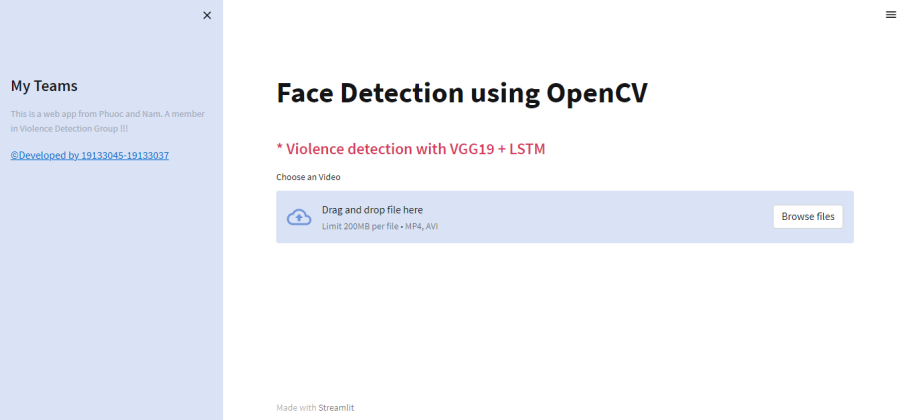 My Teams
This is a web app from Phuoc and Nam. A member
in Violence Detection Group !!!
©Developed by 19133045-19133037
Face Detection using OpenCV
* Violence detection with VGG19 + LSTM
Choose an Video
Drag and drop file here
Limit 200MB per file • MP4, AVI
Browse files
Made with Streamlit